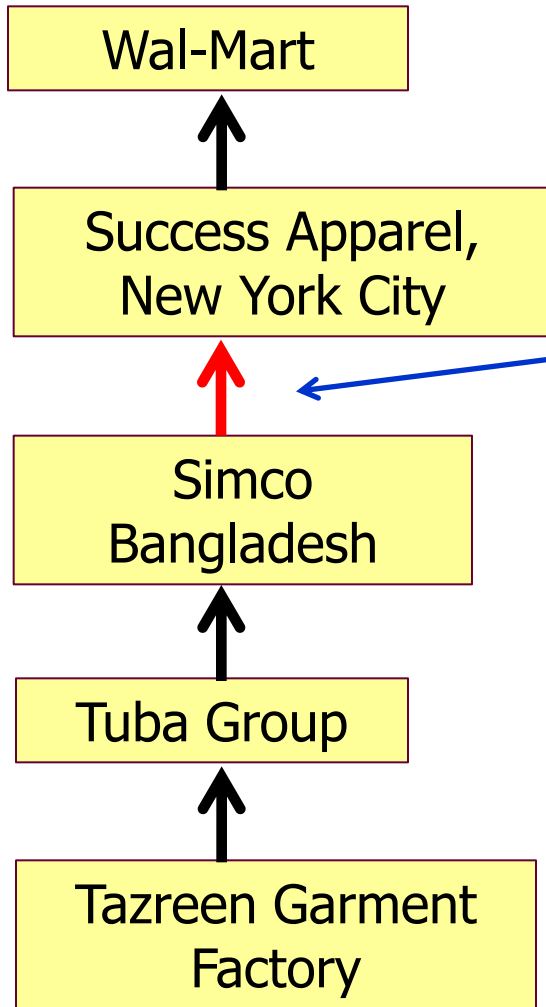 Wal-Mart
Success Apparel,
New York City
Simco
Bangladesh
Tuba Group
Tazreen Garment
Factory